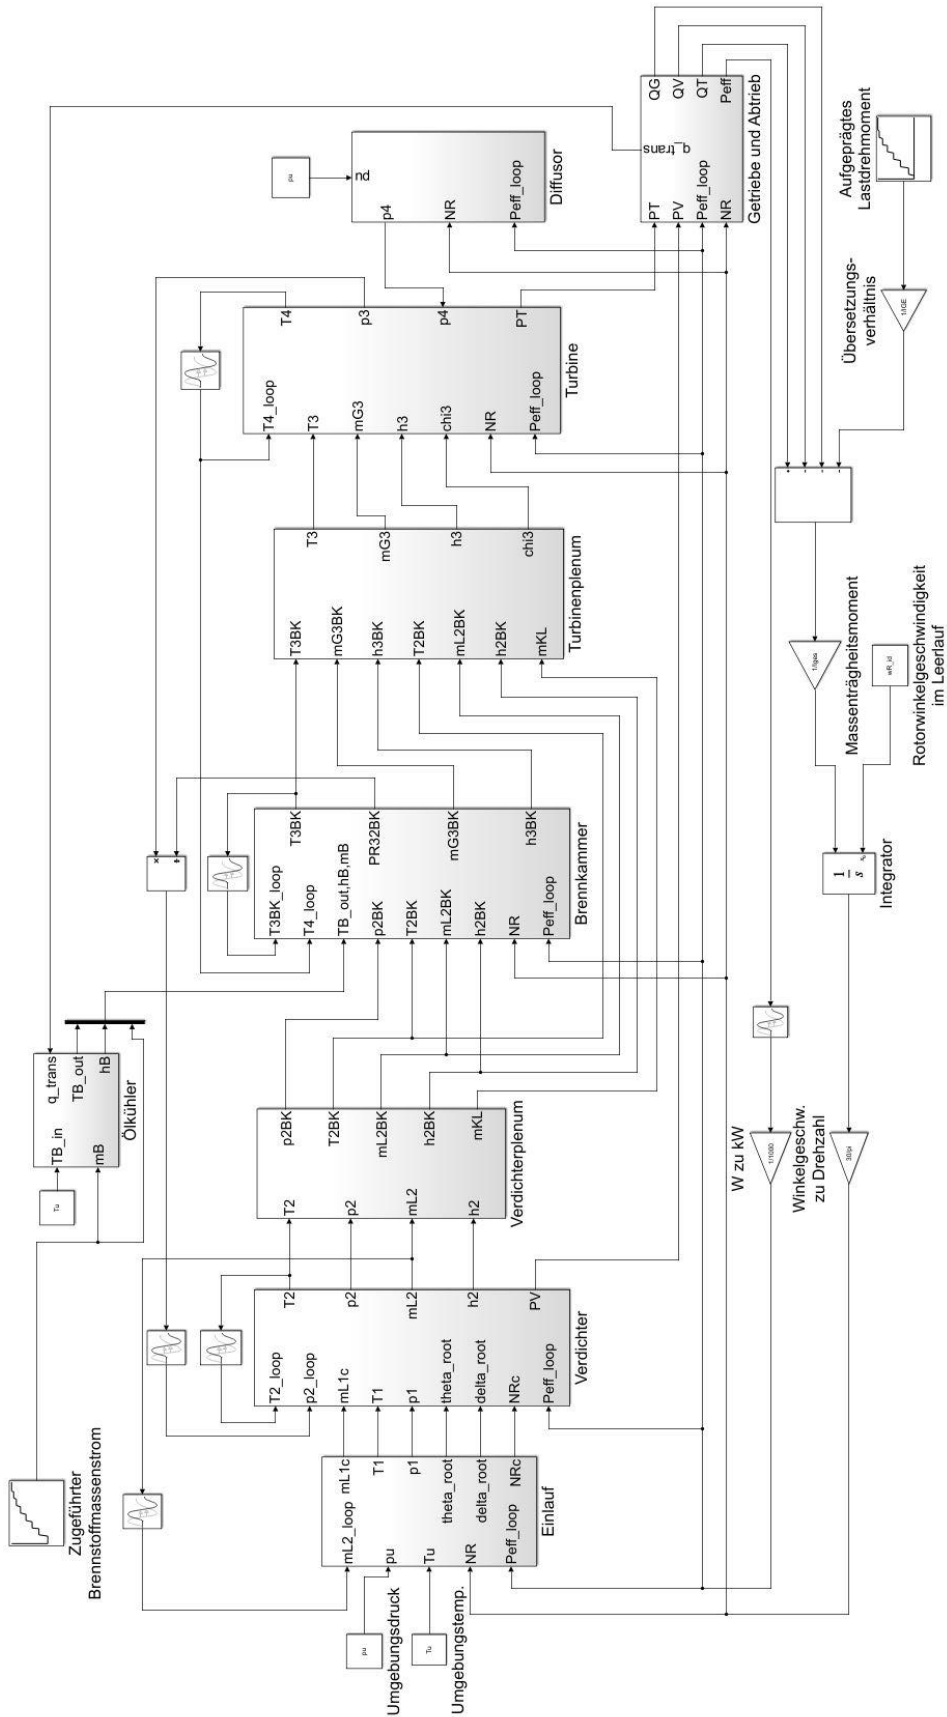 Zugeführter
Brennstoffmassenstrom
Tu
TB_in
mB
q_trans
TB_out
hB
Ölkühler
pu
Umgebungsdruck
Tu
Umgebungstemp.
mL2_loop
pu
Tu
NR
Peff_loop
mL1c
T1
p1
theta_root
delta_root
NRc
Einlauf
T2_loop
p2_loop
mL1c
T1
p1
theta_root
delta_root
NRc
Peff_loop
T2
p2
mL2
h2
PV
Verdichter
T2
p2
mL2
h2
p2BK
T2BK
mL2BK
h2BK
mKL
Verdichterplenum
T3BK_loop
T4_loop
TB_out,hB,mB
p2BK
T2BK
mL2BK
h2BK
NR
Peff_loop
T3BK
PR32BK
mG3BK
h3BK
Brennkammer
×
÷
T3BK
mG3BK
h3BK
T2BK
mL2BK
h2BK
mKL
T3
mG3
h3
chi3
Turbinenplenum
T4_loop
T3
mG3
h3
chi3
NR
Peff_loop
T4
p3
p4
PT
Turbine
pu
pu
p4
NR
Peff_loop
Diffusor
q_trans
PT
PV
Peff_loop
NR
QG
QV
QT
Peff
Getriebe und Abtrieb
1/1000
W zu kW
30/pi
Winkelgeschw.
zu Drehzahl
1
s
x₀
Integrator
1/Iges
Massenträgheitsmoment
wR_id
Rotorwinkelgeschwindigkeit
im Leerlauf
1/iGE
Übersetzungs-
verhältnis
Aufgeprägtes
Lastdrehmoment